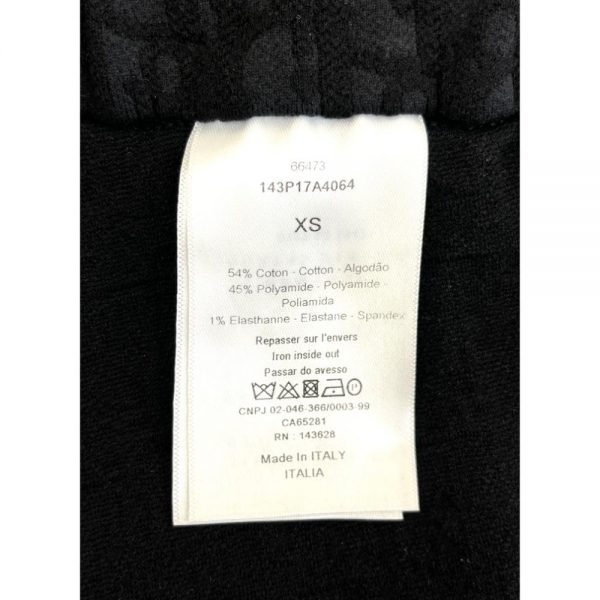 66473
143P17A4064
XS
54% Coton - Cotton - Algodão
45% Polyamide - Polyamide -
Poliamida
1% Elasthanne - Elastane - Spandex
Repasser sur l'envers
Iron inside out
Passar do avesso
P
CNPJ 02-046-366/0003-99
CA65281
RN : 143628
Made In ITALY
ITALIA